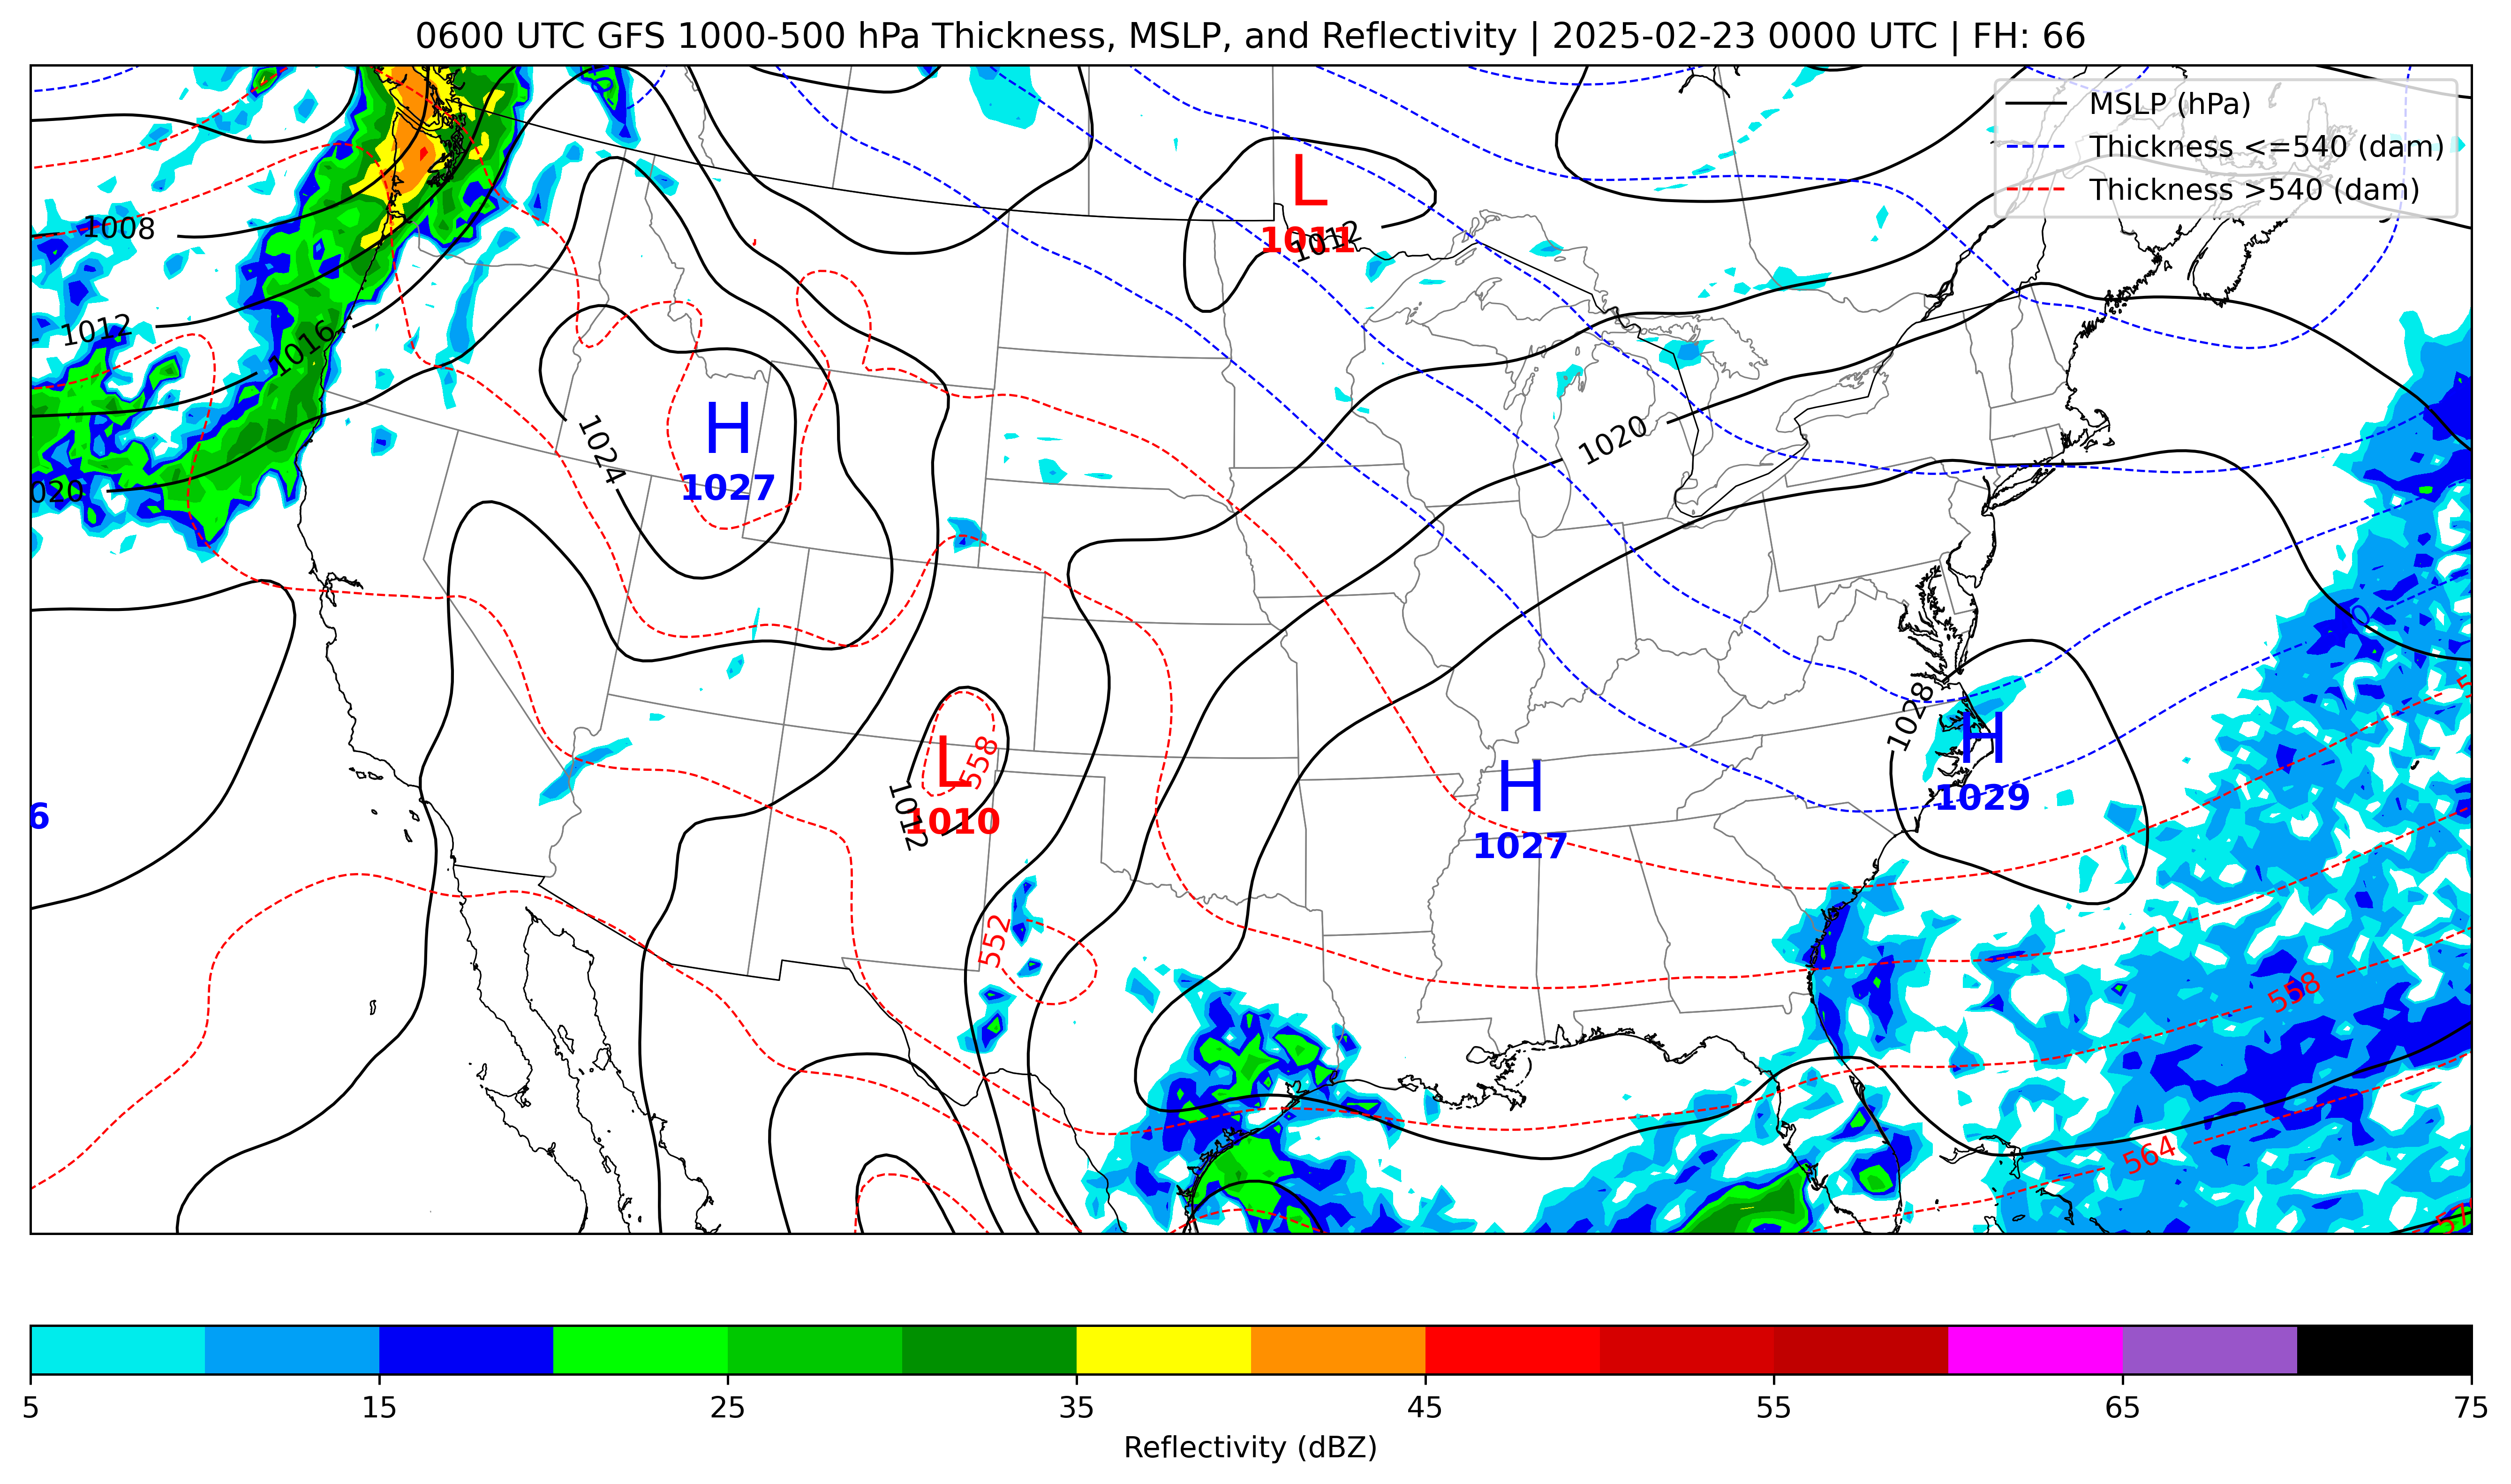 0600 UTC GFS 1000-500 hPa Thickness, MSLP, and Reflectivity | 2025-02-23 0000 UTC | FH: 66
MSLP (hPa)
Thickness <=540 (dam)
Thickness >540 (dam)
L
1011
1012
1008
1012
1016
020
1024
H
1027
1020
1028
H
1029
H
1027
L
1010
558
1012
6
552
558
564
5 15 25 35 45 55 65 75
Reflectivity (dBZ)